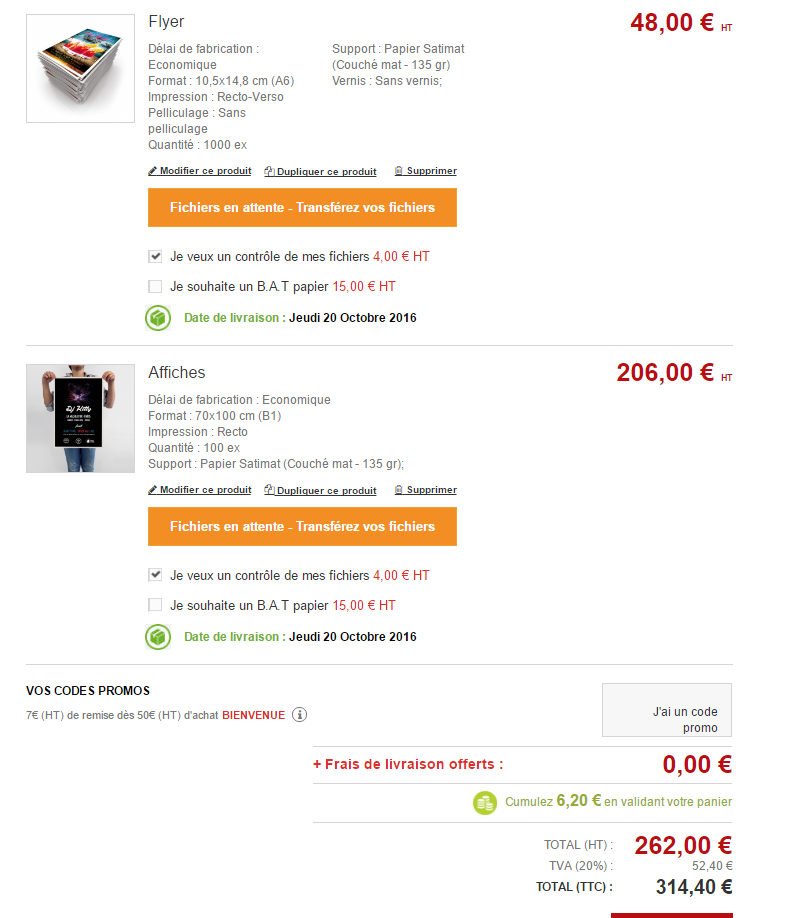 Flyer
48,00 € HT
Délai de fabrication :
Economique
Format : 10,5x14,8 cm (A6)
Impression : Recto-Verso
Pelliculage : Sans
pelliculage
Quantité : 1000 ex
Support : Papier Satimat
(Couché mat - 135 gr)
Vernis : Sans vernis;
Modifier ce produit Dupliquer ce produit Supprimer
Fichiers en attente - Transférez vos fichiers
Je veux un contrôle de mes fichiers 4,00 € HT
Je souhaite un B.A.T papier 15,00 € HT
Date de livraison : Jeudi 20 Octobre 2016
Affiches
206,00 € HT
DJ Kitty
Délai de fabrication : Economique
Format : 70x100 cm (B1)
Impression : Recto
Quantité : 100 ex
Support : Papier Satimat (Couché mat - 135 gr);
Modifier ce produit Dupliquer ce produit Supprimer
Fichiers en attente - Transférez vos fichiers
Je veux un contrôle de mes fichiers 4,00 € HT
Je souhaite un B.A.T papier 15,00 € HT
Date de livraison : Jeudi 20 Octobre 2016
VOS CODES PROMOS
7€ (HT) de remise dès 50€ (HT) d'achat BIENVENUE
J'ai un code
promo
+ Frais de livraison offerts : 0,00 €
Cumulez 6,20 € en validant votre panier
TOTAL (HT) : 262,00 €
TVA (20%) : 52,40 €
TOTAL (TTC) : 314,40 €